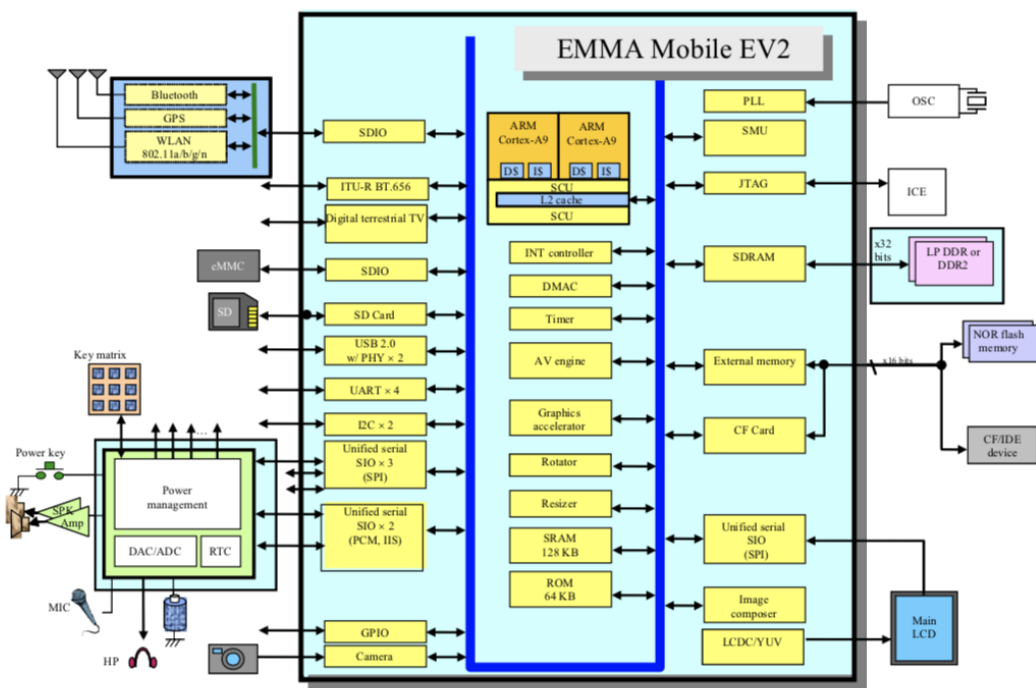 EMMA Mobile EV2
Bluetooth
GPS
WLAN
802.11a/b/g/n
SDIO
ITU-R BT.656
Digital terrestrial TV
eMMC
SDIO
SD
SD Card
USB 2.0
w/ PHY × 2
UART × 4
I2C × 2
Unified serial
SIO × 3
(SPI)
Unified serial
SIO × 2
(PCM, IIS)
GPIO
Camera
Key matrix
...
Power key
Power
management
SPK
Amp
DAC/ADC
RTC
MIC
HP
ARM
Cortex-A9
ARM
Cortex-A9
D$
I$
D$
I$
SCU
L2 cache
SCU
INT controller
DMAC
Timer
AV engine
Graphics
accelerator
Rotator
Resizer
SRAM
128 KB
ROM
64 KB
PLL
SMU
JTAG
SDRAM
External memory
CF Card
Unified serial
SIO
(SPI)
Image
composer
LCDC/YUV
OSC
ICE
x32
bits
LP DDR or
DDR2
x16 bits
NOR flash
memory
CF/IDE
device
Main
LCD